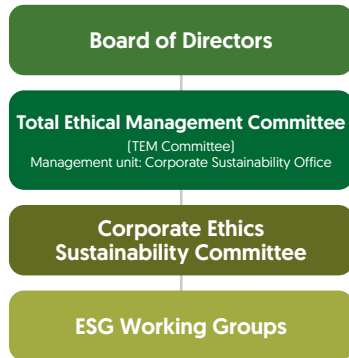 Board of Directors
Total Ethical Management Committee
(TEM Committee)
Management unit: Corporate Sustainability Office
Corporate Ethics
Sustainability Committee
ESG Working Groups